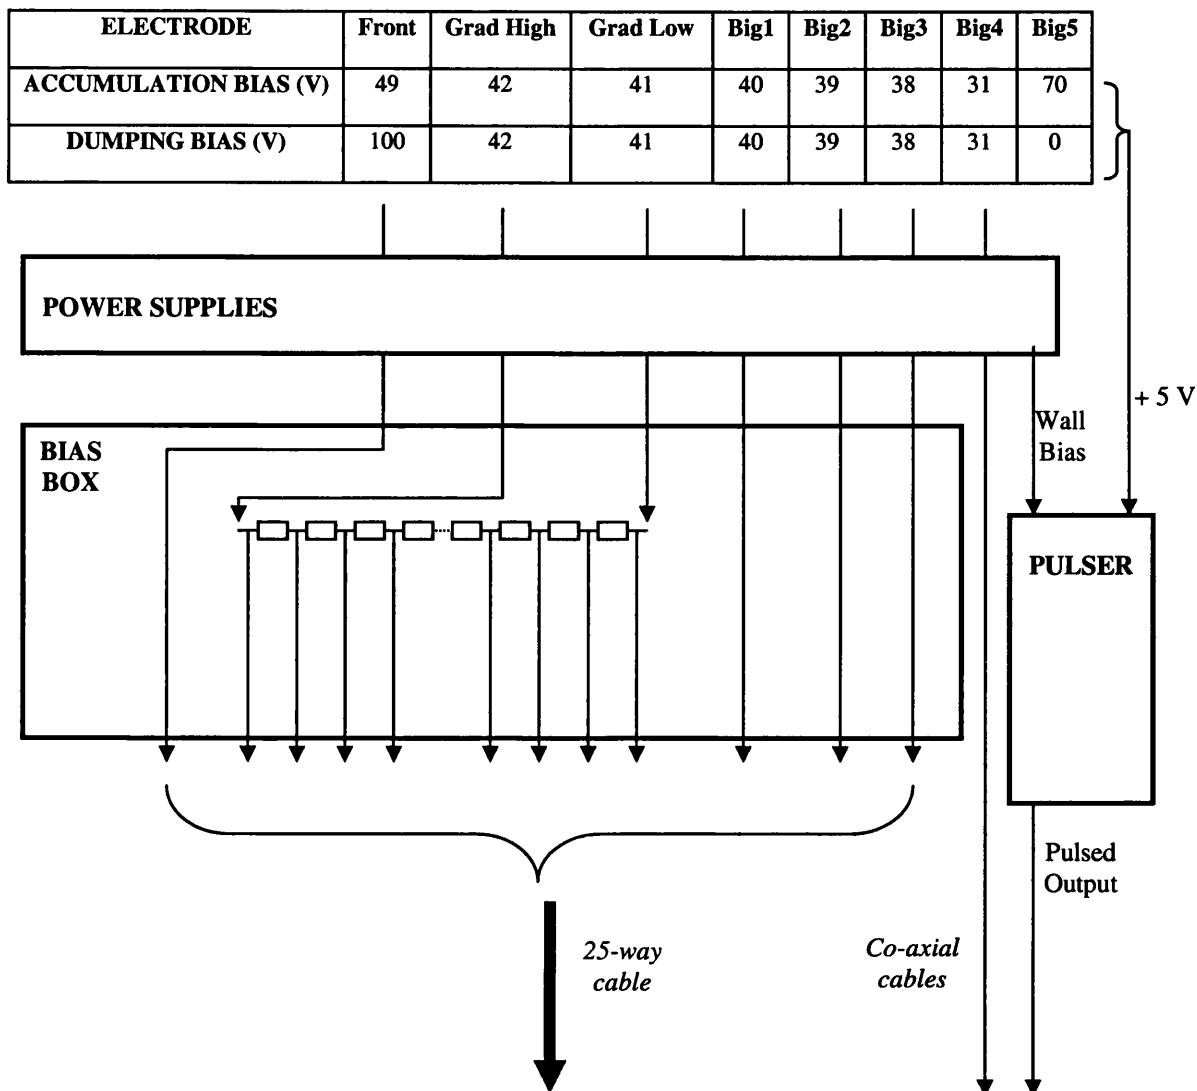 ELECTRODE Front Grad High Grad Low Big1 Big2 Big3 Big4 Big5
ACCUMULATION BIAS (V) 49 42 41 40 39 38 31 70
DUMPING BIAS (V) 100 42 41 40 39 38 31 0
POWER SUPPLIES
+ 5 V
Wall
Bias
BIAS
BOX
PULSER
Pulsed
Output
25-way
cable
Co-axial
cables